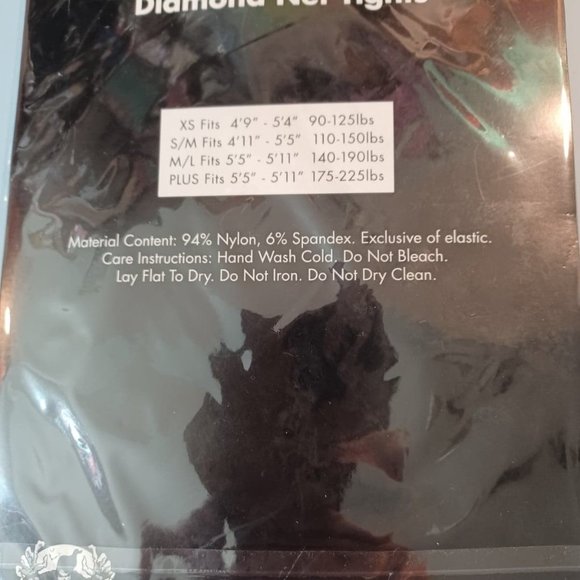 Diamond Net Tights
XS Fits 4'9" - 5'4" 90-125lbs
S/M Fits 4'11" - 5'5" 110-150lbs
M/L Fits 5'5" - 5'11" 140-190lbs
PLUS Fits 5'5" - 5'11" 175-225lbs
Material Content: 94% Nylon, 6% Spandex. Exclusive of elastic.
Care Instructions: Hand Wash Cold. Do Not Bleach.
Lay Flat To Dry. Do Not Iron. Do Not Dry Clean.